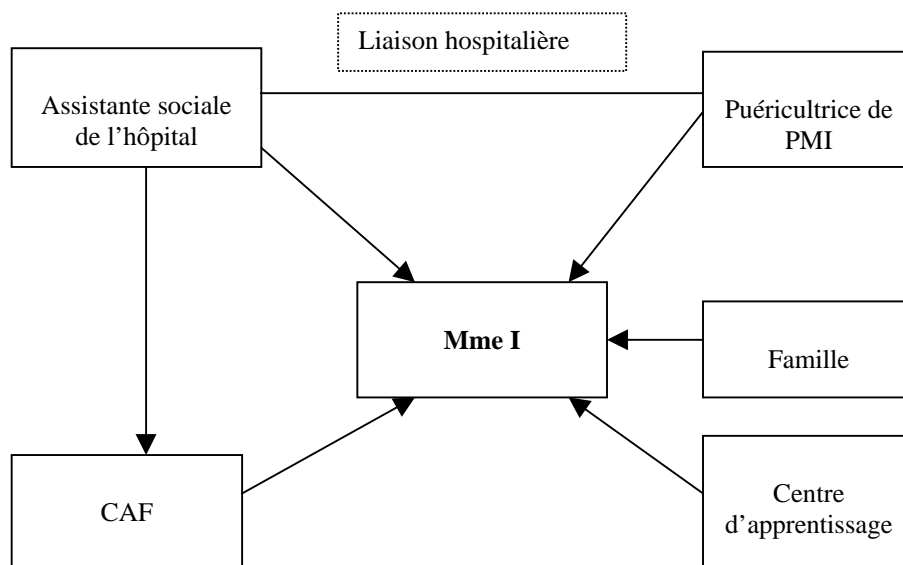 Liaison hospitalière
Assistante sociale
de l’hôpital
Puéricultrice de
PMI
Mme I
Famille
CAF
Centre
d’apprentissage